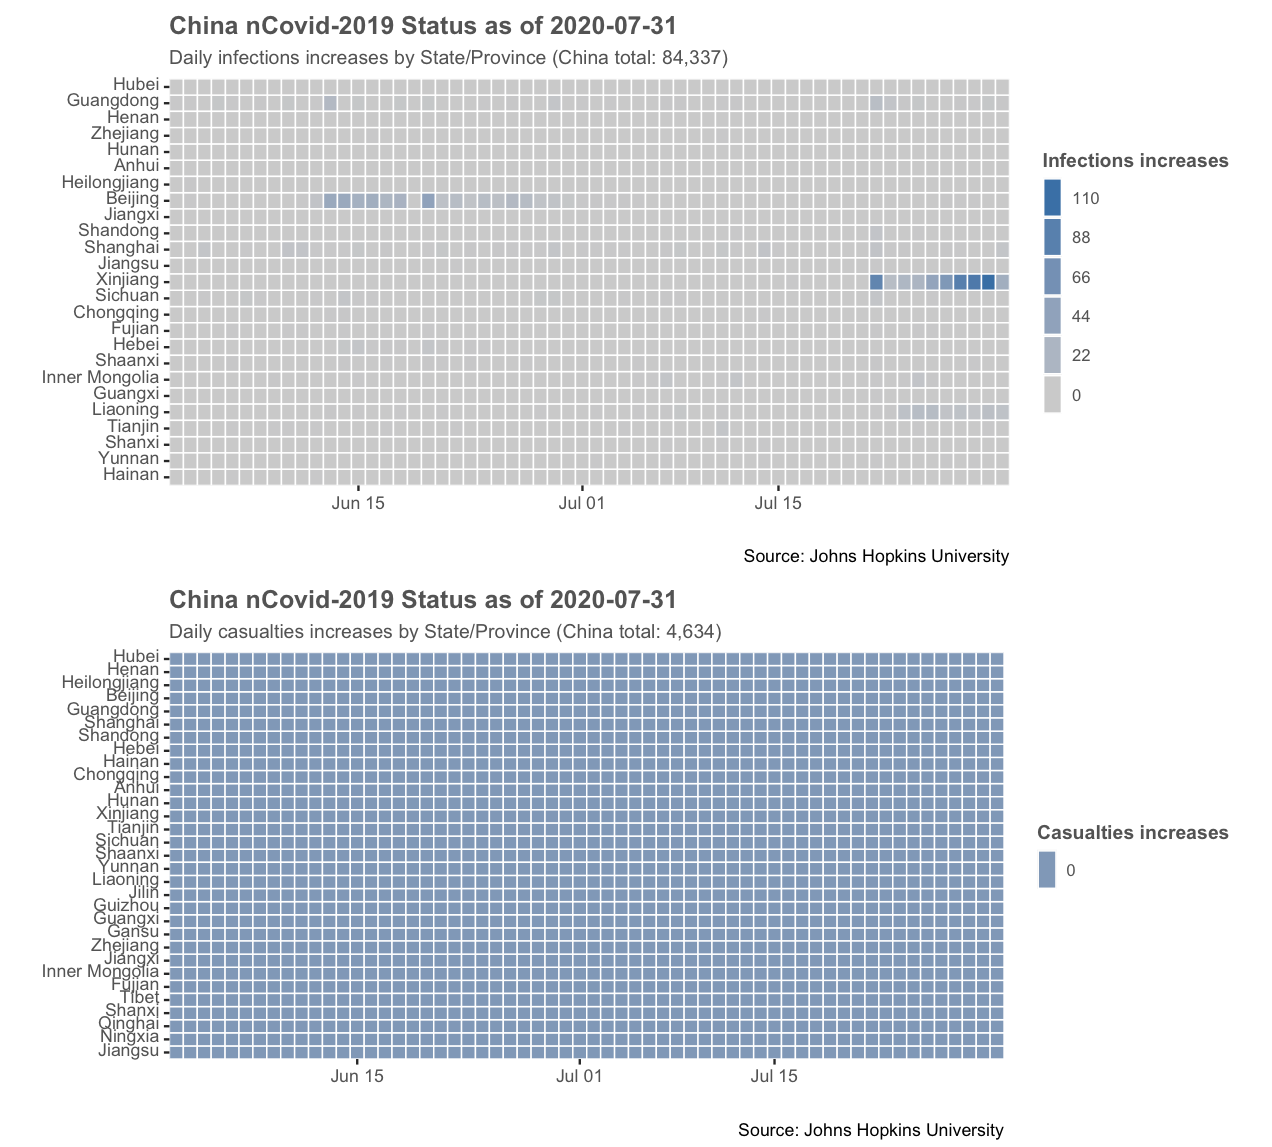 China nCovid-2019 Status as of 2020-07-31
Daily infections increases by State/Province (China total: 84,337)
Hubei
Guangdong
Henan
Zhejiang
Hunan
Anhui
Heilongjiang
Beijing
Jiangxi
Shandong
Shanghai
Jiangsu
Xinjiang
Sichuan
Chongqing
Fujian
Hebei
Shaanxi
Inner Mongolia
Guangxi
Liaoning
Tianjin
Shanxi
Yunnan
Hainan
Jun 15 Jul 01 Jul 15
Infections increases
110
88
66
44
22
0
Source: Johns Hopkins University
China nCovid-2019 Status as of 2020-07-31
Daily casualties increases by State/Province (China total: 4,634)
Hubei
Henan
Heilongjiang
Beijing
Guangdong
Shanghai
Shandong
Hebei
Hainan
Chongqing
Anhui
Hunan
Xinjiang
Tianjin
Sichuan
Shaanxi
Yunnan
Liaoning
Jilin
Guizhou
Guangxi
Gansu
Zhejiang
Jiangxi
Inner Mongolia
Fujian
Tibet
Shanxi
Qinghai
Ningxia
Jiangsu
Jun 15 Jul 01 Jul 15
Casualties increases
0
Source: Johns Hopkins University